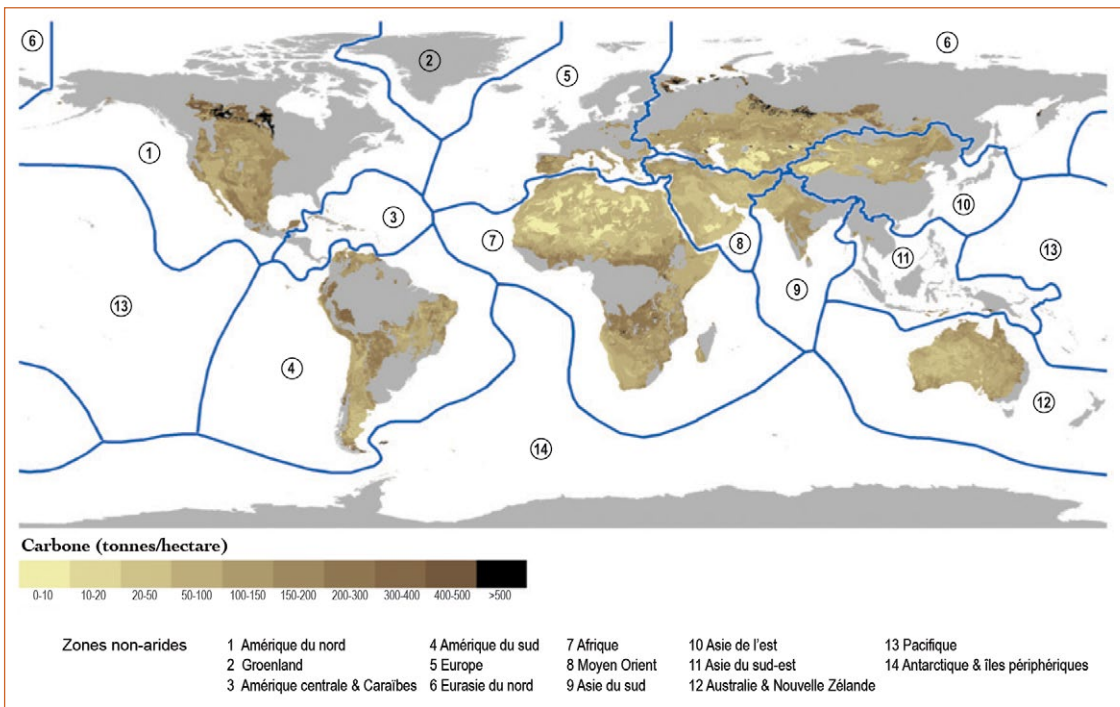 6
2
5
6
1
3
10
7
8
11
13
9
13
4
12
14
Carbone (tonnes/hectare)
0-10 10-20 20-50 50-100 100-150 150-200 200-300 300-400 400-500 >500
Zones non-arides
1 Amérique du nord 4 Amérique du sud 7 Afrique 10 Asie de l'est 13 Pacifique
2 Groenland 5 Europe 8 Moyen Orient 11 Asie du sud-est 14 Antarctique & îles périphériques
3 Amérique centrale & Caraïbes 6 Eurasie du nord 9 Asie du sud 12 Australie & Nouvelle Zélande